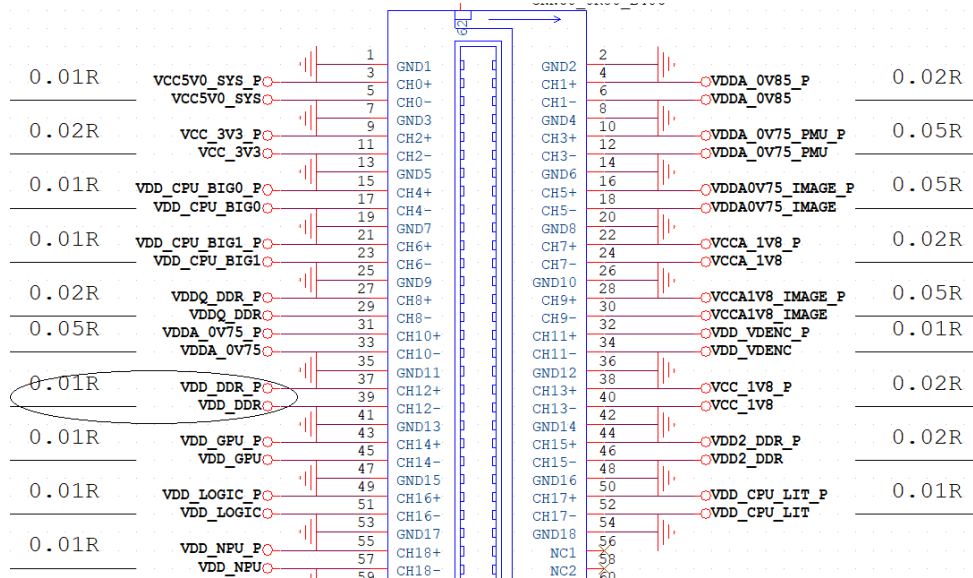 62
1 GND1 GND2 2
0.01R VCC5V0_SYS_P 3 CH0+ CH1+ 4 VDDA_0V85_P 0.02R
VCC5V0_SYS 5 CH0- CH1- 6 VDDA_0V85
7 GND3 GND4 8
0.02R VCC_3V3_P 9 CH2+ CH3+ 10 VDDA_0V75_PMU_P 0.05R
VCC_3V3 11 CH2- CH3- 12 VDDA_0V75_PMU
13 GND5 GND6 14
0.01R VDD_CPU_BIG0_P 15 CH4+ CH5+ 16 VDDA0V75_IMAGE_P 0.05R
VDD_CPU_BIG0 17 CH4- CH5- 18 VDDA0V75_IMAGE
19 GND7 GND8 20
0.01R VDD_CPU_BIG1_P 21 CH6+ CH7+ 22 VCCA_1V8_P 0.02R
VDD_CPU_BIG1 23 CH6- CH7- 24 VCCA_1V8
25 GND9 GND10 26
0.02R VDDQ_DDR_P 27 CH8+ CH9+ 28 VCCA1V8_IMAGE_P 0.05R
VDDQ_DDR 29 CH8- CH9- 30 VCCA1V8_IMAGE
0.05R VDDA_0V75_P 31 CH10+ CH11+ 32 VDD_VDENC_P 0.01R
VDDA_0V75 33 CH10- CH11- 34 VDD_VDENC
35 GND11 GND12 36
0.01R VDD_DDR_P 37 CH12+ CH13+ 38 VCC_1V8_P 0.02R
VDD_DDR 39 CH12- CH13- 40 VCC_1V8
41 GND13 GND14 42
0.01R VDD_GPU_P 43 CH14+ CH15+ 44 VDD2_DDR_P 0.02R
VDD_GPU 45 CH14- CH15- 46 VDD2_DDR
47 GND15 GND16 48
0.01R VDD_LOGIC_P 49 CH16+ CH17+ 50 VDD_CPU_LIT_P 0.01R
VDD_LOGIC 51 CH16- CH17- 52 VDD_CPU_LIT
53 GND17 GND18 54
0.01R VDD_NPU_P 55 CH18+ NC1 56
VDD_NPU 57 CH18- NC2 58
59 60